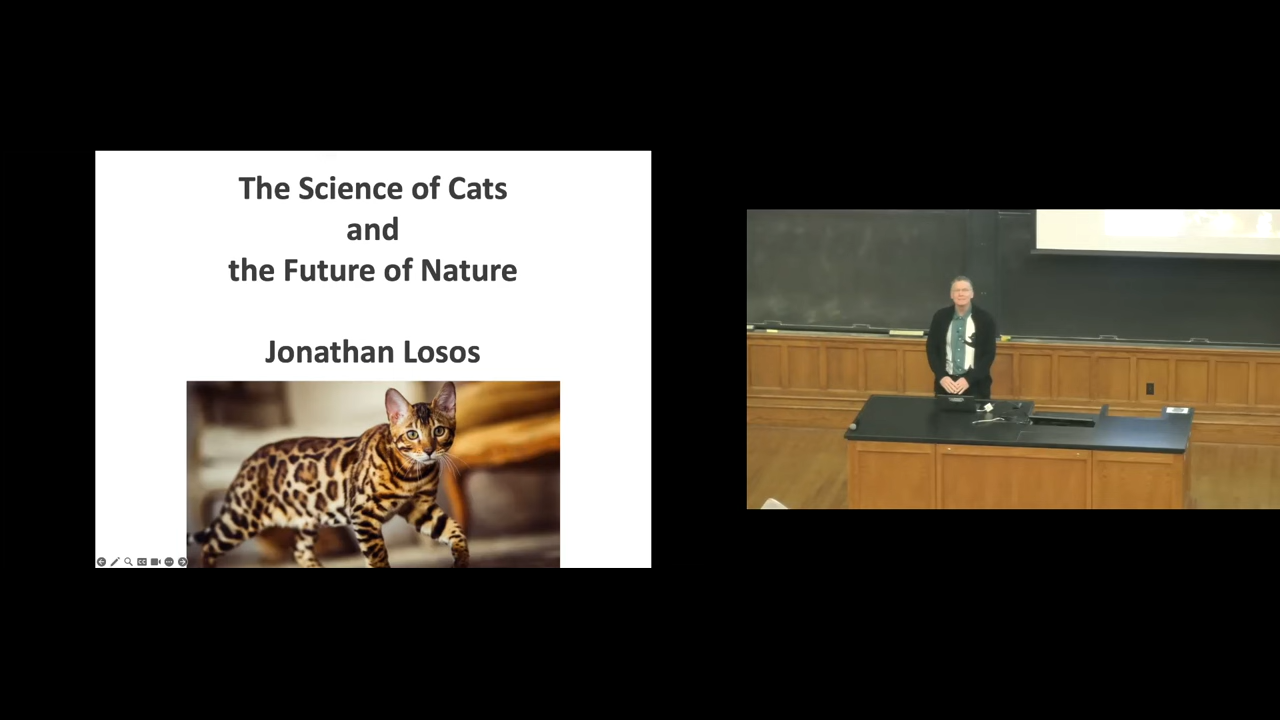 The Science of Cats
and
the Future of Nature
Jonathan Losos